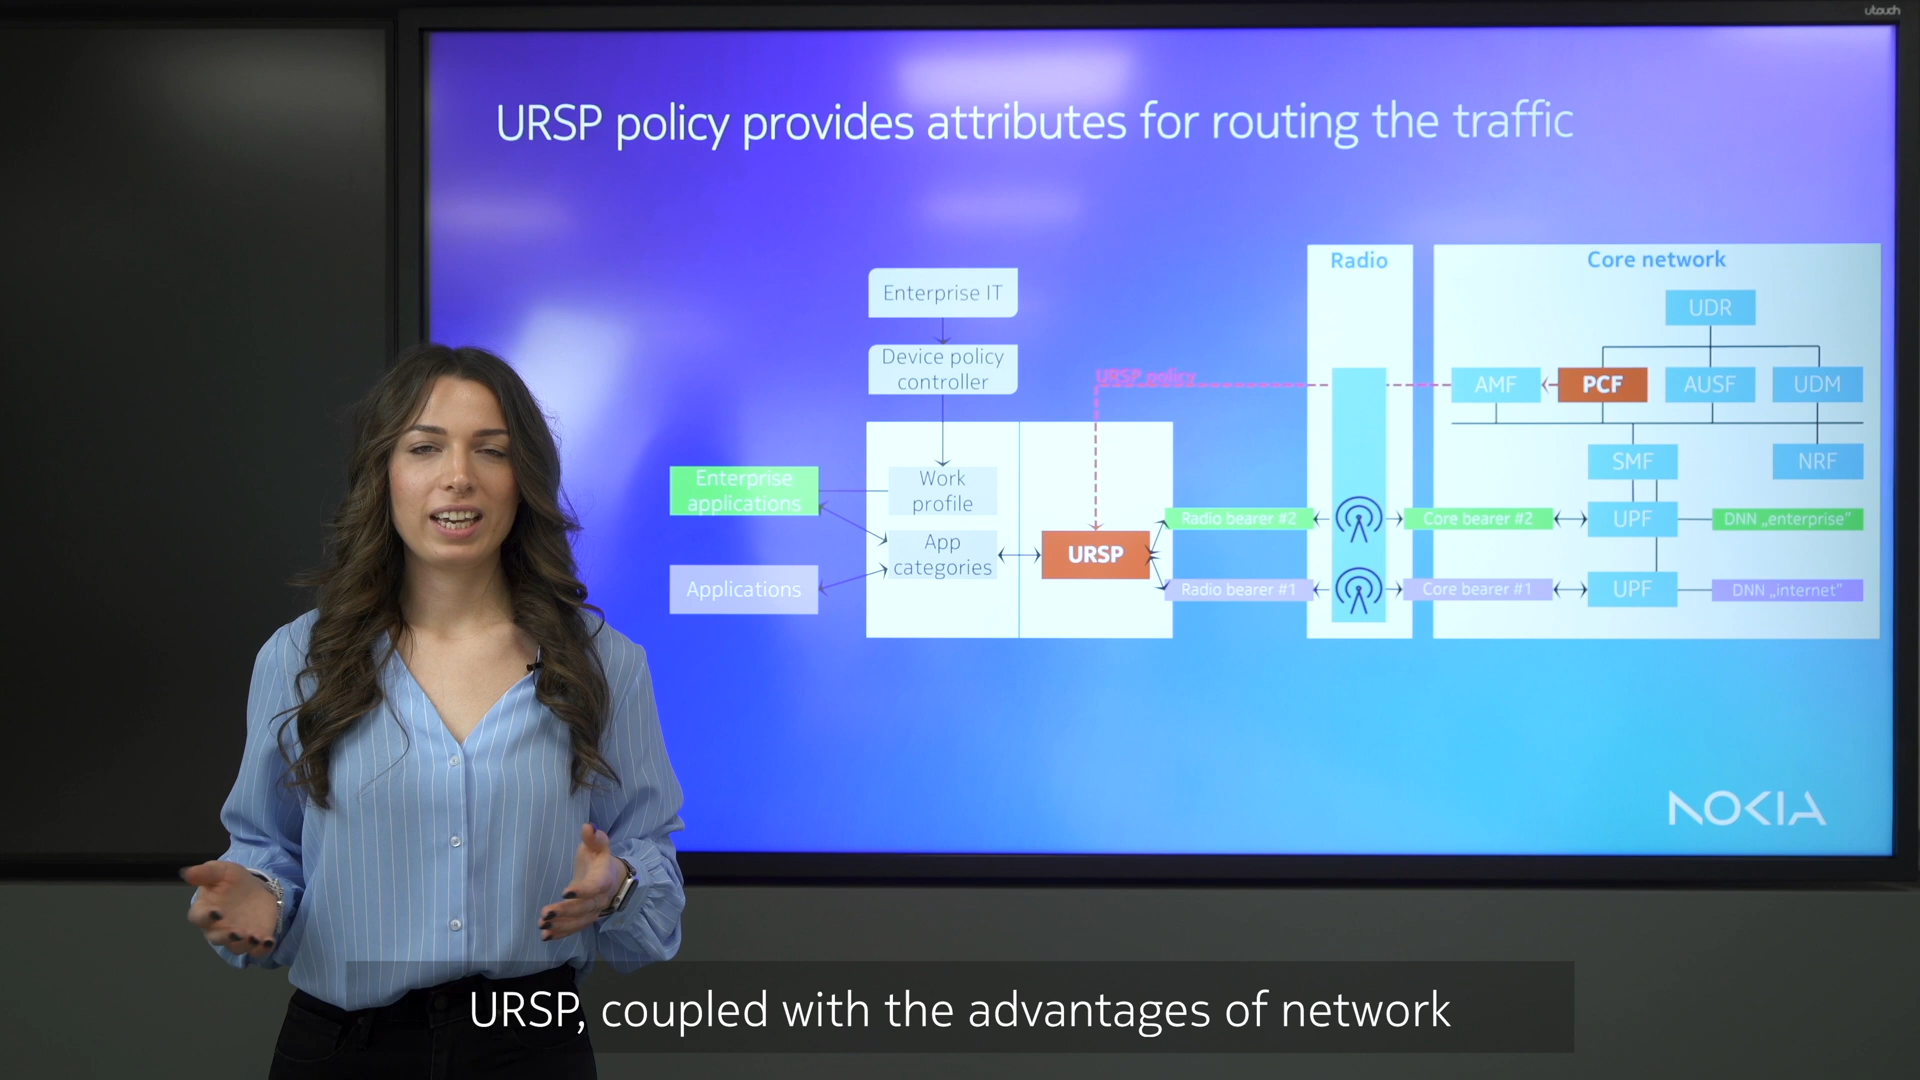 utouch
URSP policy provides attributes for routing the traffic
Enterprise IT
Device policy
controller
Work
profile
App
categories
Enterprise
applications
Applications
URSP policy
URSP
Radio bearer #2
Radio bearer #1
Radio
Core network
UDR
AMF
PCF
AUSF
UDM
SMF
NRF
Core bearer #2
UPF
DNN „enterprise”
Core bearer #1
UPF
DNN „internet”
NOKIA
URSP, coupled with the advantages of network